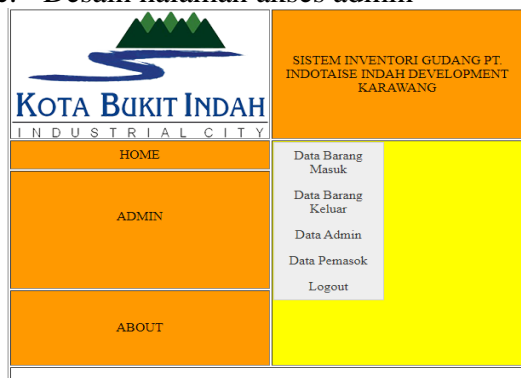 Desain halaman akses admin
KOTA BUKIT INDAH
INDUSTRIAL CITY
SISTEM INVENTORI GUDANG PT.
INDOTAISE INDAH DEVELOPMENT
KARAWANG
HOME
ADMIN
ABOUT
Data Barang
Masuk
Data Barang
Keluar
Data Admin
Data Pemasok
Logout